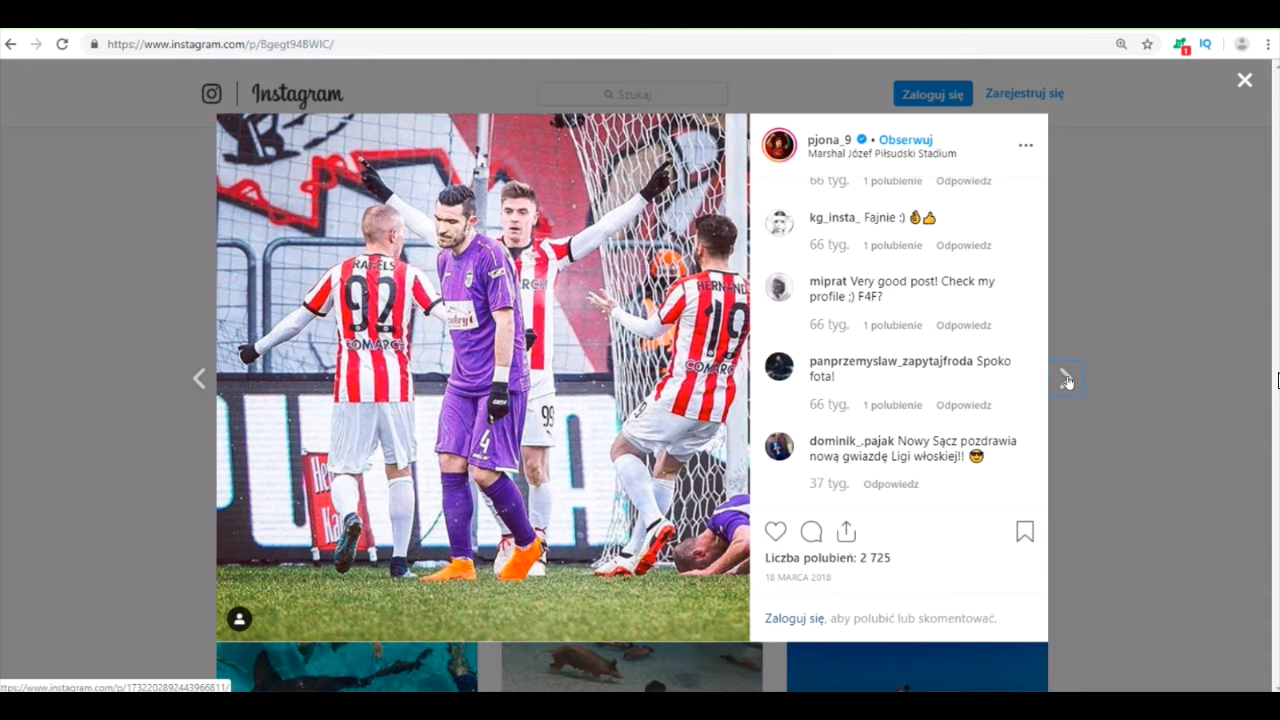 https://www.instagram.com/p/Bgegt94BWIC/
IQ
1
Instagram
Szukaj
Zaloguj się
Zarejestruj się
pjona_9 • Obserwuj
Marshal Józef Piłsudski Stadium
66 tyg. 1 polubienie Odpowiedz
kg_insta_ Fajnie :) 👌👍
66 tyg. 1 polubienie Odpowiedz
miprat Very good post! Check my
profile ;) F4F?
66 tyg. 1 polubienie Odpowiedz
panprzemyslaw_zapytajfroda Spoko
fota!
66 tyg. 1 polubienie Odpowiedz
dominik_.pajak Nowy Sącz pozdrawia
nową gwiazdę Ligi włoskiej!! 😎
37 tyg. Odpowiedz
Liczba polubień: 2 725
18 MARCA 2018
Zaloguj się, aby polubić lub skomentować.
92
COMARCH
4
99
19
ttps://www.instagram.com/p/1732202892443966811/